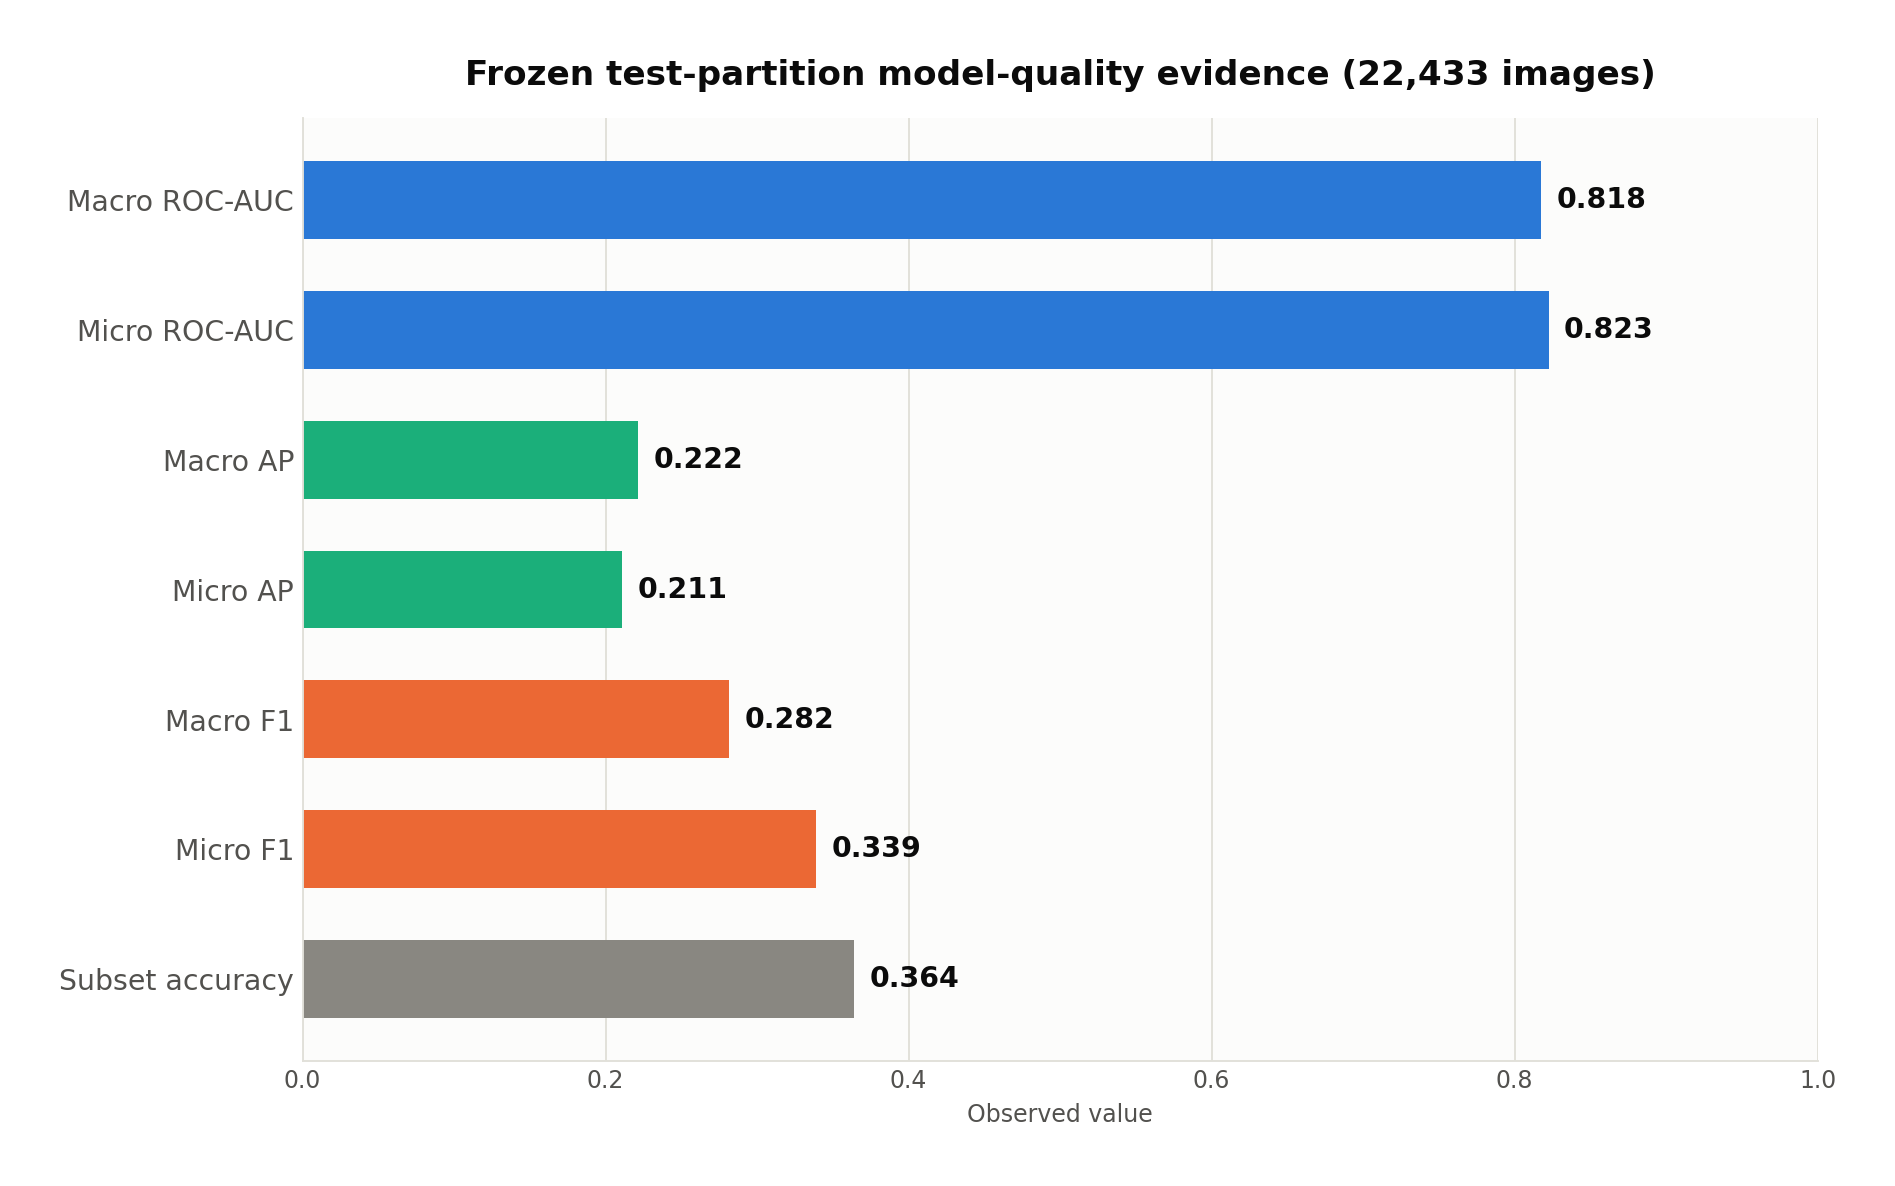 Frozen test-partition model-quality evidence (22,433 images)
Macro ROC-AUC 0.818
Micro ROC-AUC 0.823
Macro AP 0.222
Micro AP 0.211
Macro F1 0.282
Micro F1 0.339
Subset accuracy 0.364
0.0 0.2 0.4 0.6 0.8 1.0
Observed value